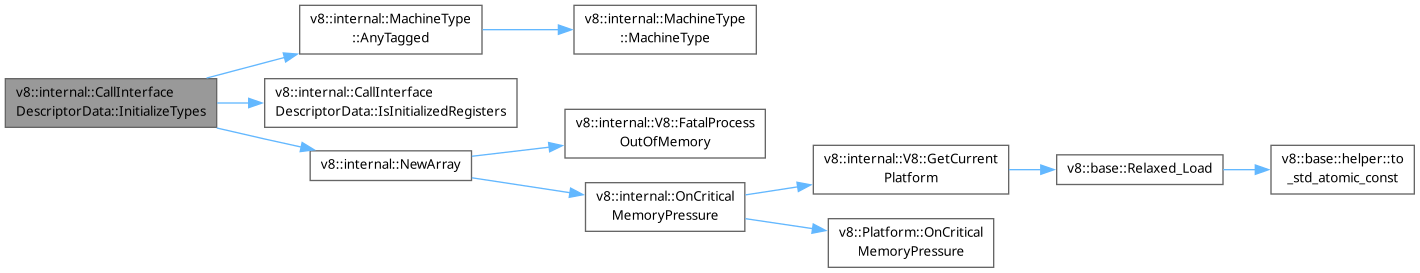 v8::internal::MachineType
::AnyTagged
v8::internal::MachineType
::MachineType
v8::internal::CallInterface
DescriptorData::InitializeTypes
v8::internal::CallInterface
DescriptorData::IsInitializedRegisters
v8::internal::NewArray
v8::internal::V8::FatalProcess
OutOfMemory
v8::internal::OnCritical
MemoryPressure
v8::internal::V8::GetCurrent
Platform
v8::base::Relaxed_Load
v8::base::helper::to
_std_atomic_const
v8::Platform::OnCritical
MemoryPressure